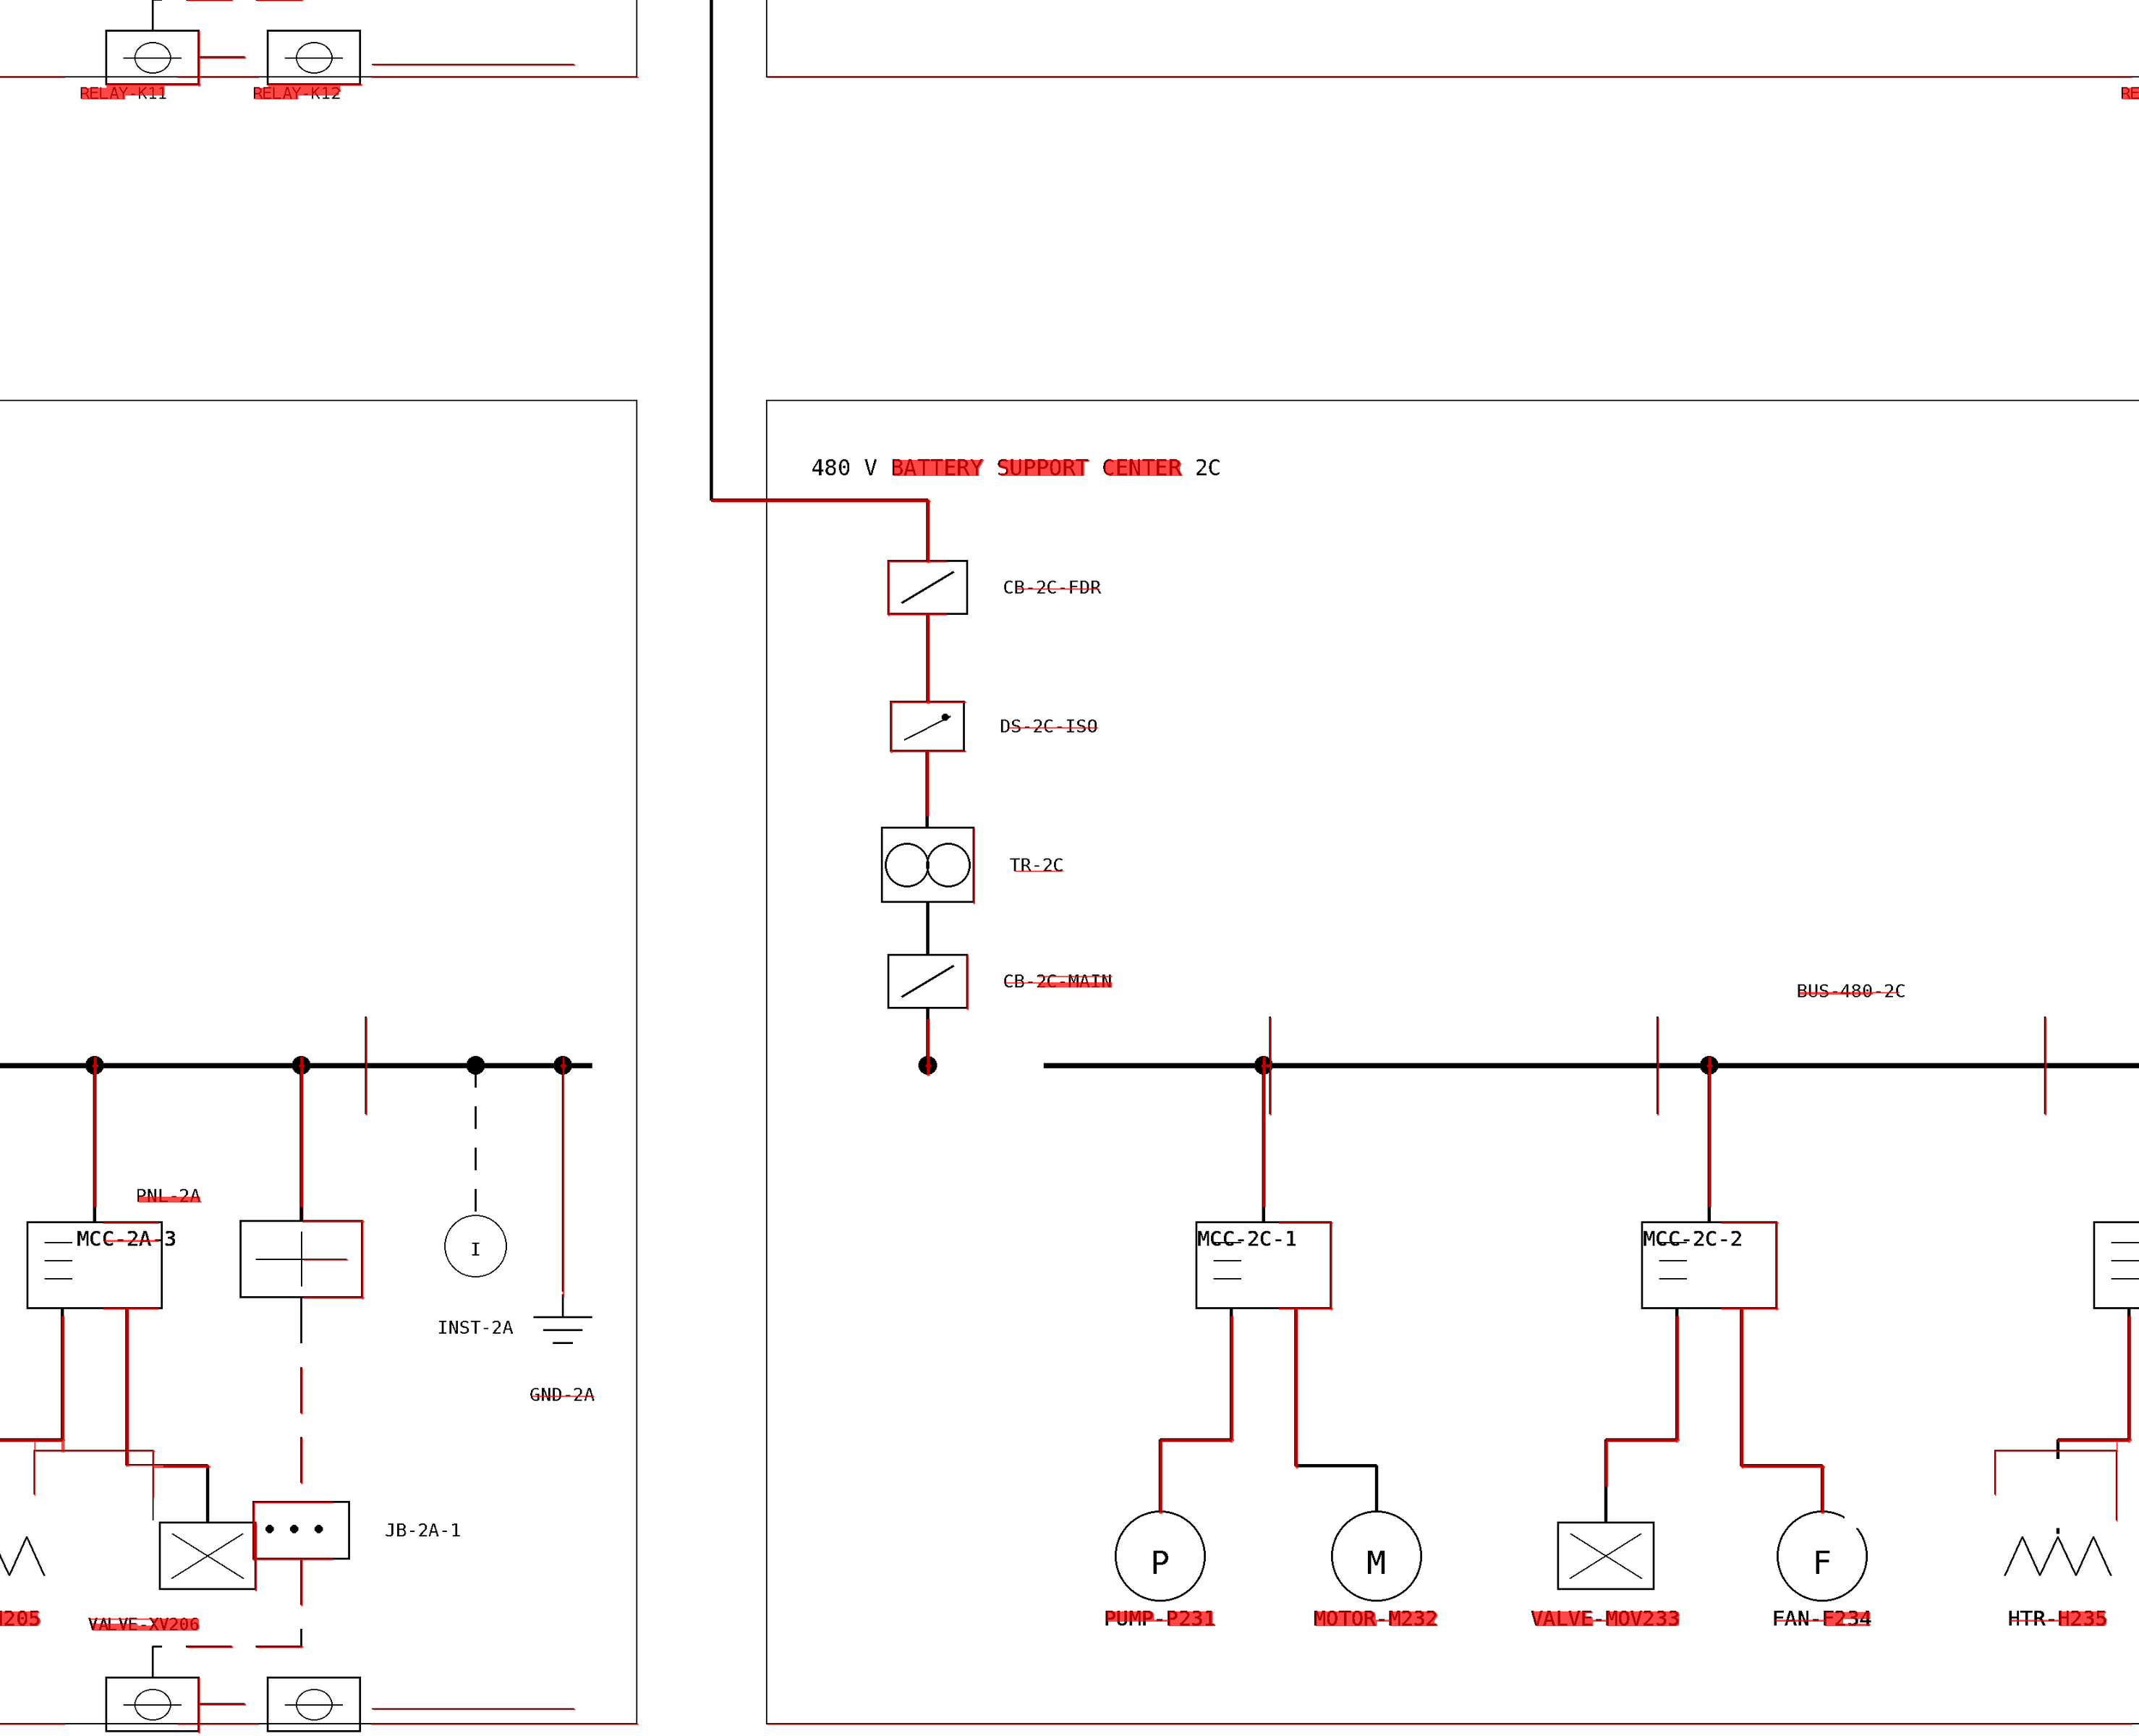 RELAY-K11
RELAY-K12
480 V BATTERY SUPPORT CENTER 2C
CB-2C-FDR
DS-2C-ISO
TR-2C
CB-2C-MAIN
BUS-480-2C
PNL-2A
MCC-2A-3
MCC-2C-1
MCC-2C-2
I
INST-2A
GND-2A
JB-2A-1
P
M
F
H205
VALVE-XV206
PUMP-P231
MOTOR-M232
VALVE-MOV233
FAN-F234
HTR-H235